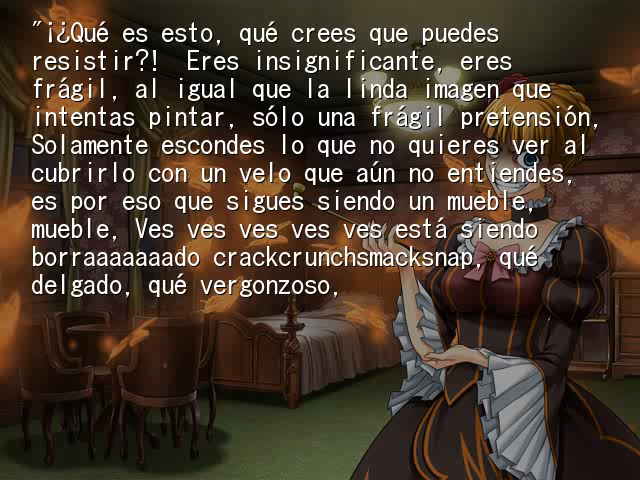 "¡¿Qué es esto, qué crees que puedes
resistir?!  Eres insignificante, eres
frágil, al igual que la linda imagen que
intentas pintar, sólo una frágil pretensión,
Solamente escondes lo que no quieres ver al
cubrirlo con un velo que aún no entiendes,
es por eso que sigues siendo un mueble,
mueble, Ves ves ves ves ves está siendo
borraaaaaaado crackcrunchsmacksnap, qué
delgado, qué vergonzoso,